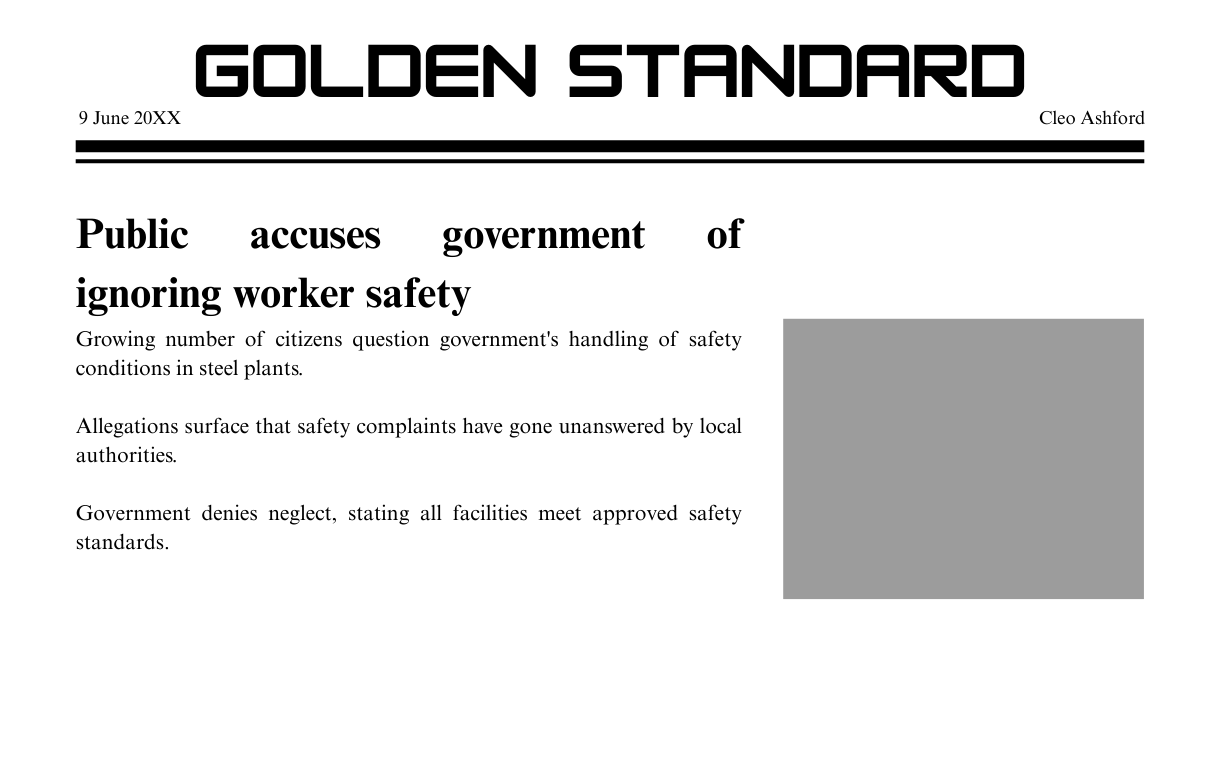 GOLDEN STANDARD
9 June 20XX
Cleo Ashford
Public accuses government of
ignoring worker safety
Growing number of citizens question government's handling of safety
conditions in steel plants.
Allegations surface that safety complaints have gone unanswered by local
authorities.
Government denies neglect, stating all facilities meet approved safety
standards.